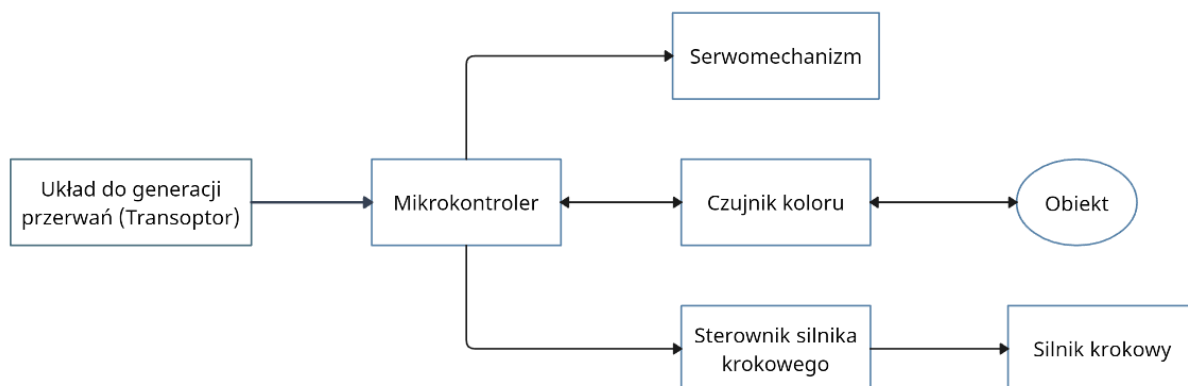 Serwomechanizm
Układ do generacji
przerwań (Transoptor)
Mikrokontroler
Czujnik koloru
Obiekt
Sterownik silnika
krokowego
Silnik krokowy